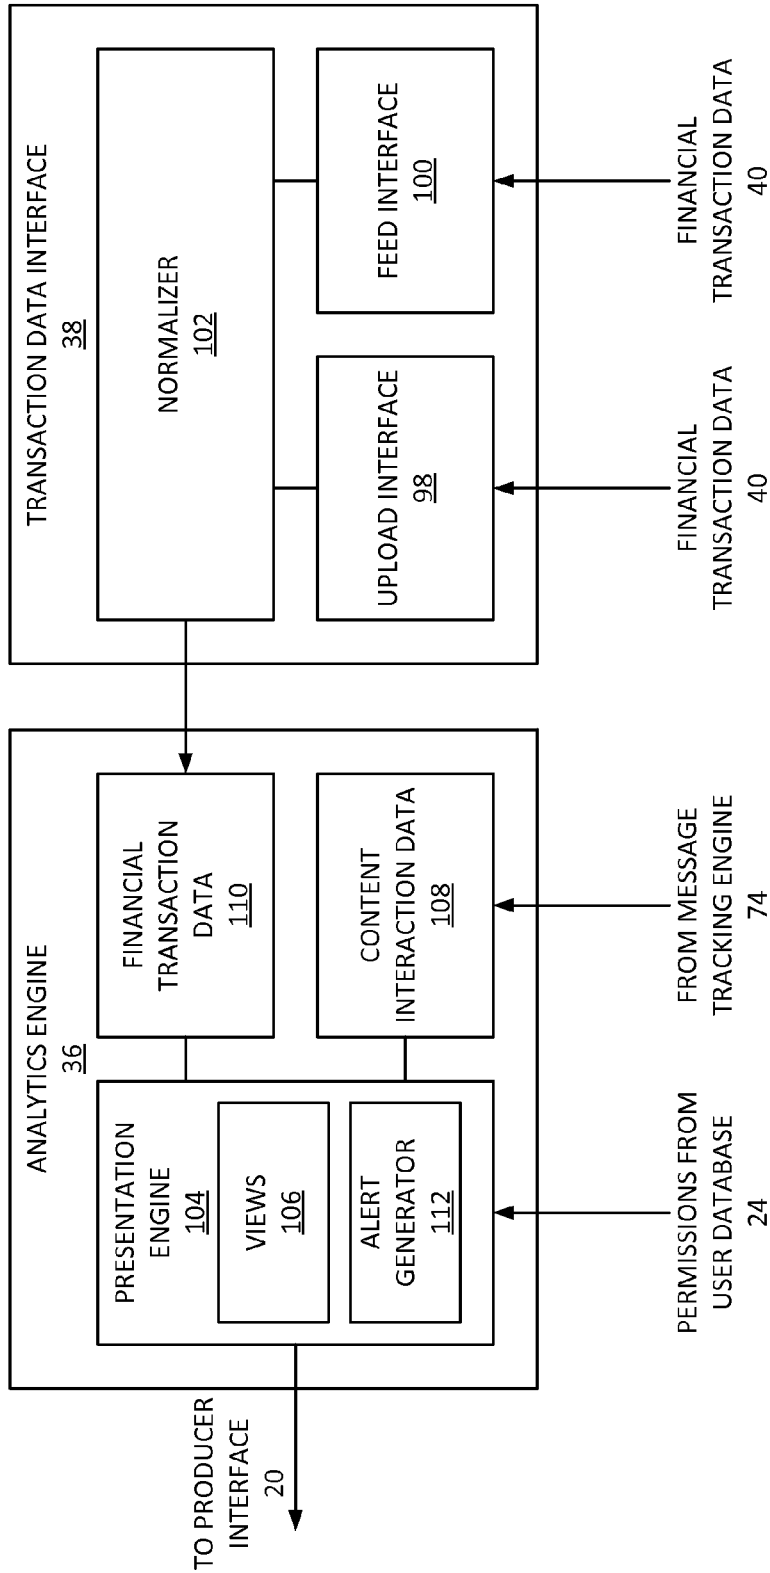 ANALYTICS ENGINE
36
PRESENTATION
ENGINE
104
VIEWS
106
ALERT
GENERATOR
112
FINANCIAL
TRANSACTION
DATA
110
CONTENT
INTERACTION DATA
108
TO PRODUCER
INTERFACE
20
PERMISSIONS FROM
USER DATABASE
24
FROM MESSAGE
TRACKING ENGINE
74
TRANSACTION DATA INTERFACE
38
NORMALIZER
102
UPLOAD INTERFACE
98
FEED INTERFACE
100
FINANCIAL
TRANSACTION DATA
40
FINANCIAL
TRANSACTION DATA
40